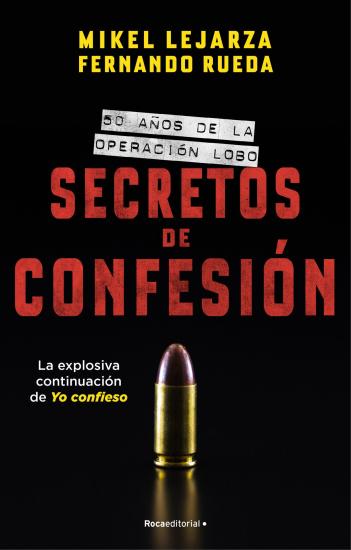 MIKEL LEJARZA
FERNANDO RUEDA
50 AÑOS DE LA
OPERACIÓN LOBO
SECRETOS
DE
CONFESIÓN
La explosiva
continuación
de Yo confieso
Rocaeditorial